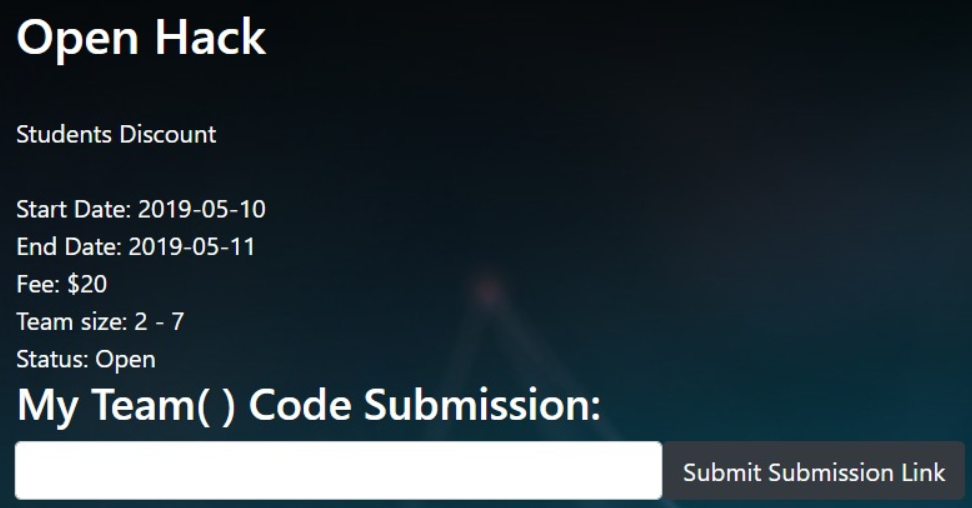 Open Hack
Students Discount
Start Date: 2019-05-10
End Date: 2019-05-11
Fee: $20
Team size: 2 - 7
Status: Open
My Team( ) Code Submission:
Submit Submission Link